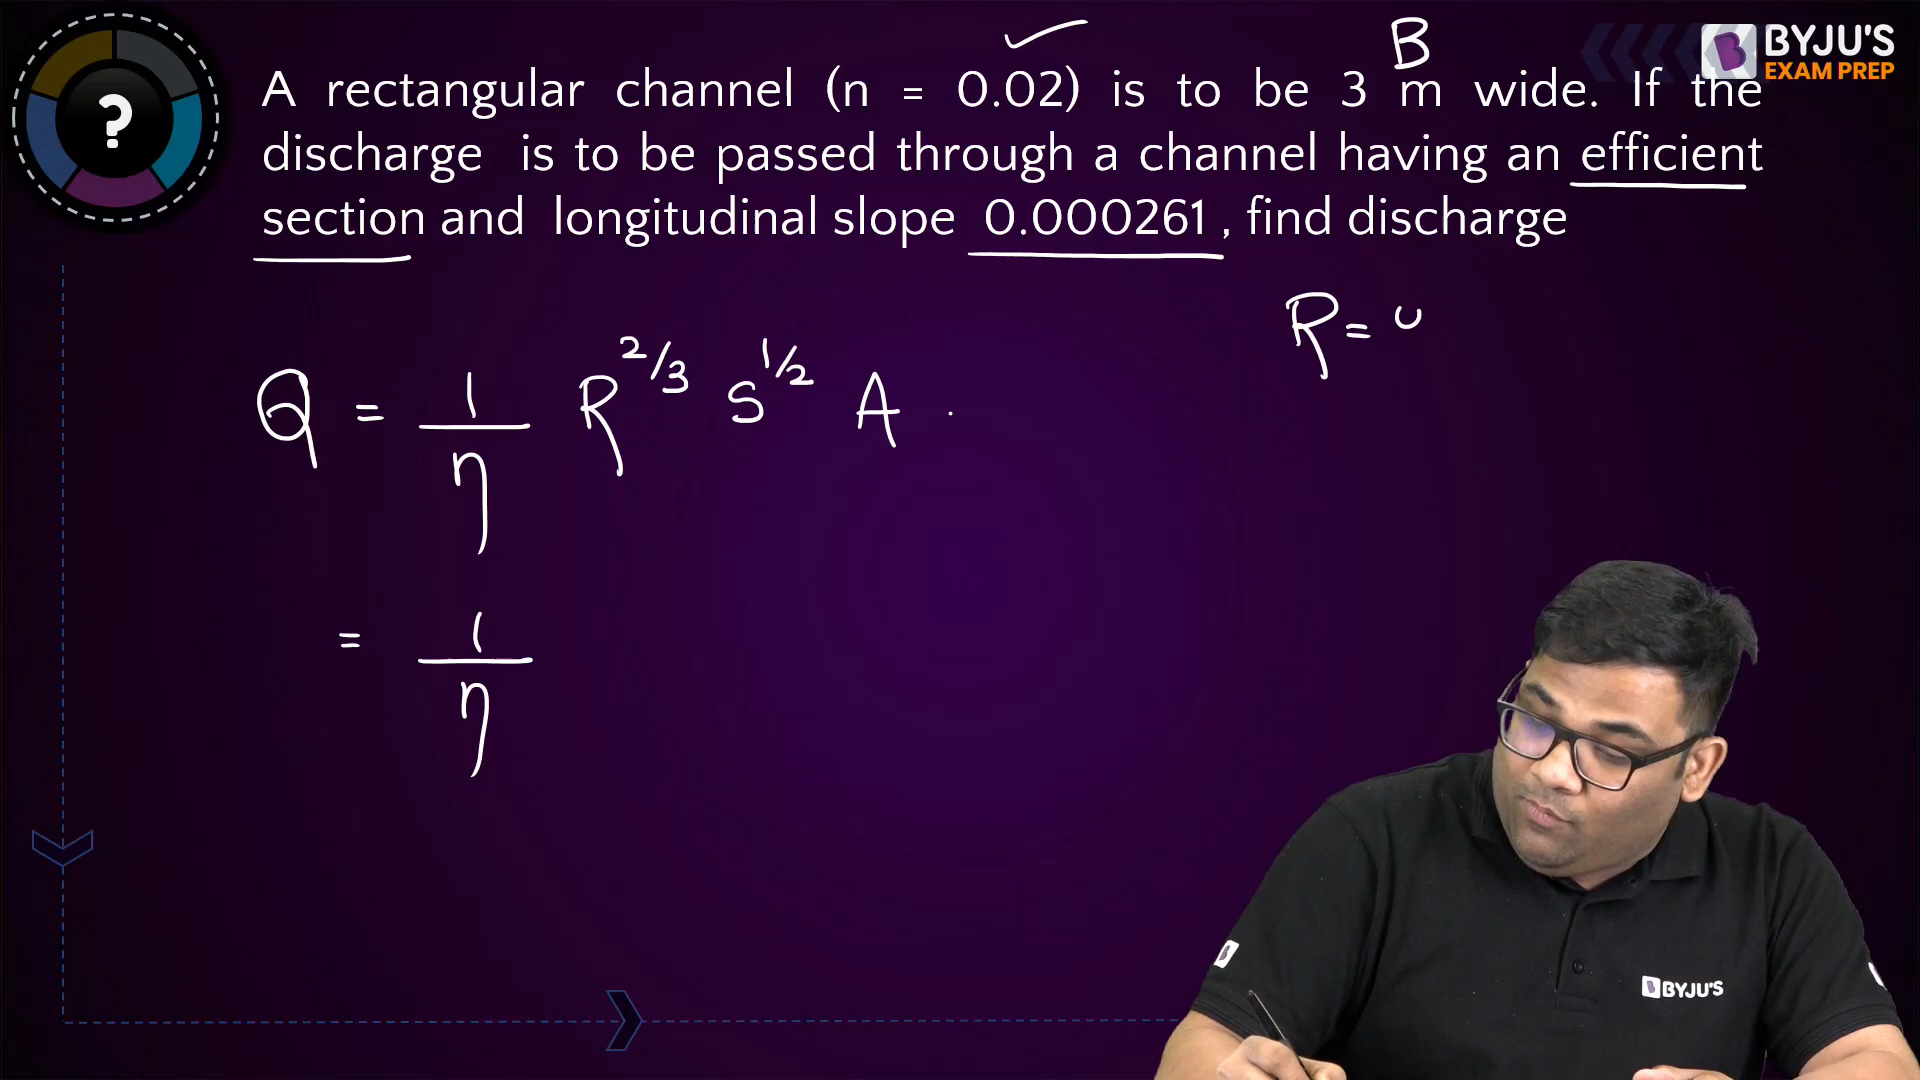 B
BYJU'S
EXAM PREP
?
A rectangular channel (n = 0.02) is to be 3 m wide. If the
discharge is to be passed through a channel having an efficient
section and longitudinal slope 0.000261 , find discharge
R =
Q = 1/η R^2/3 S^1/2 A
= 1/η
BYJU'S